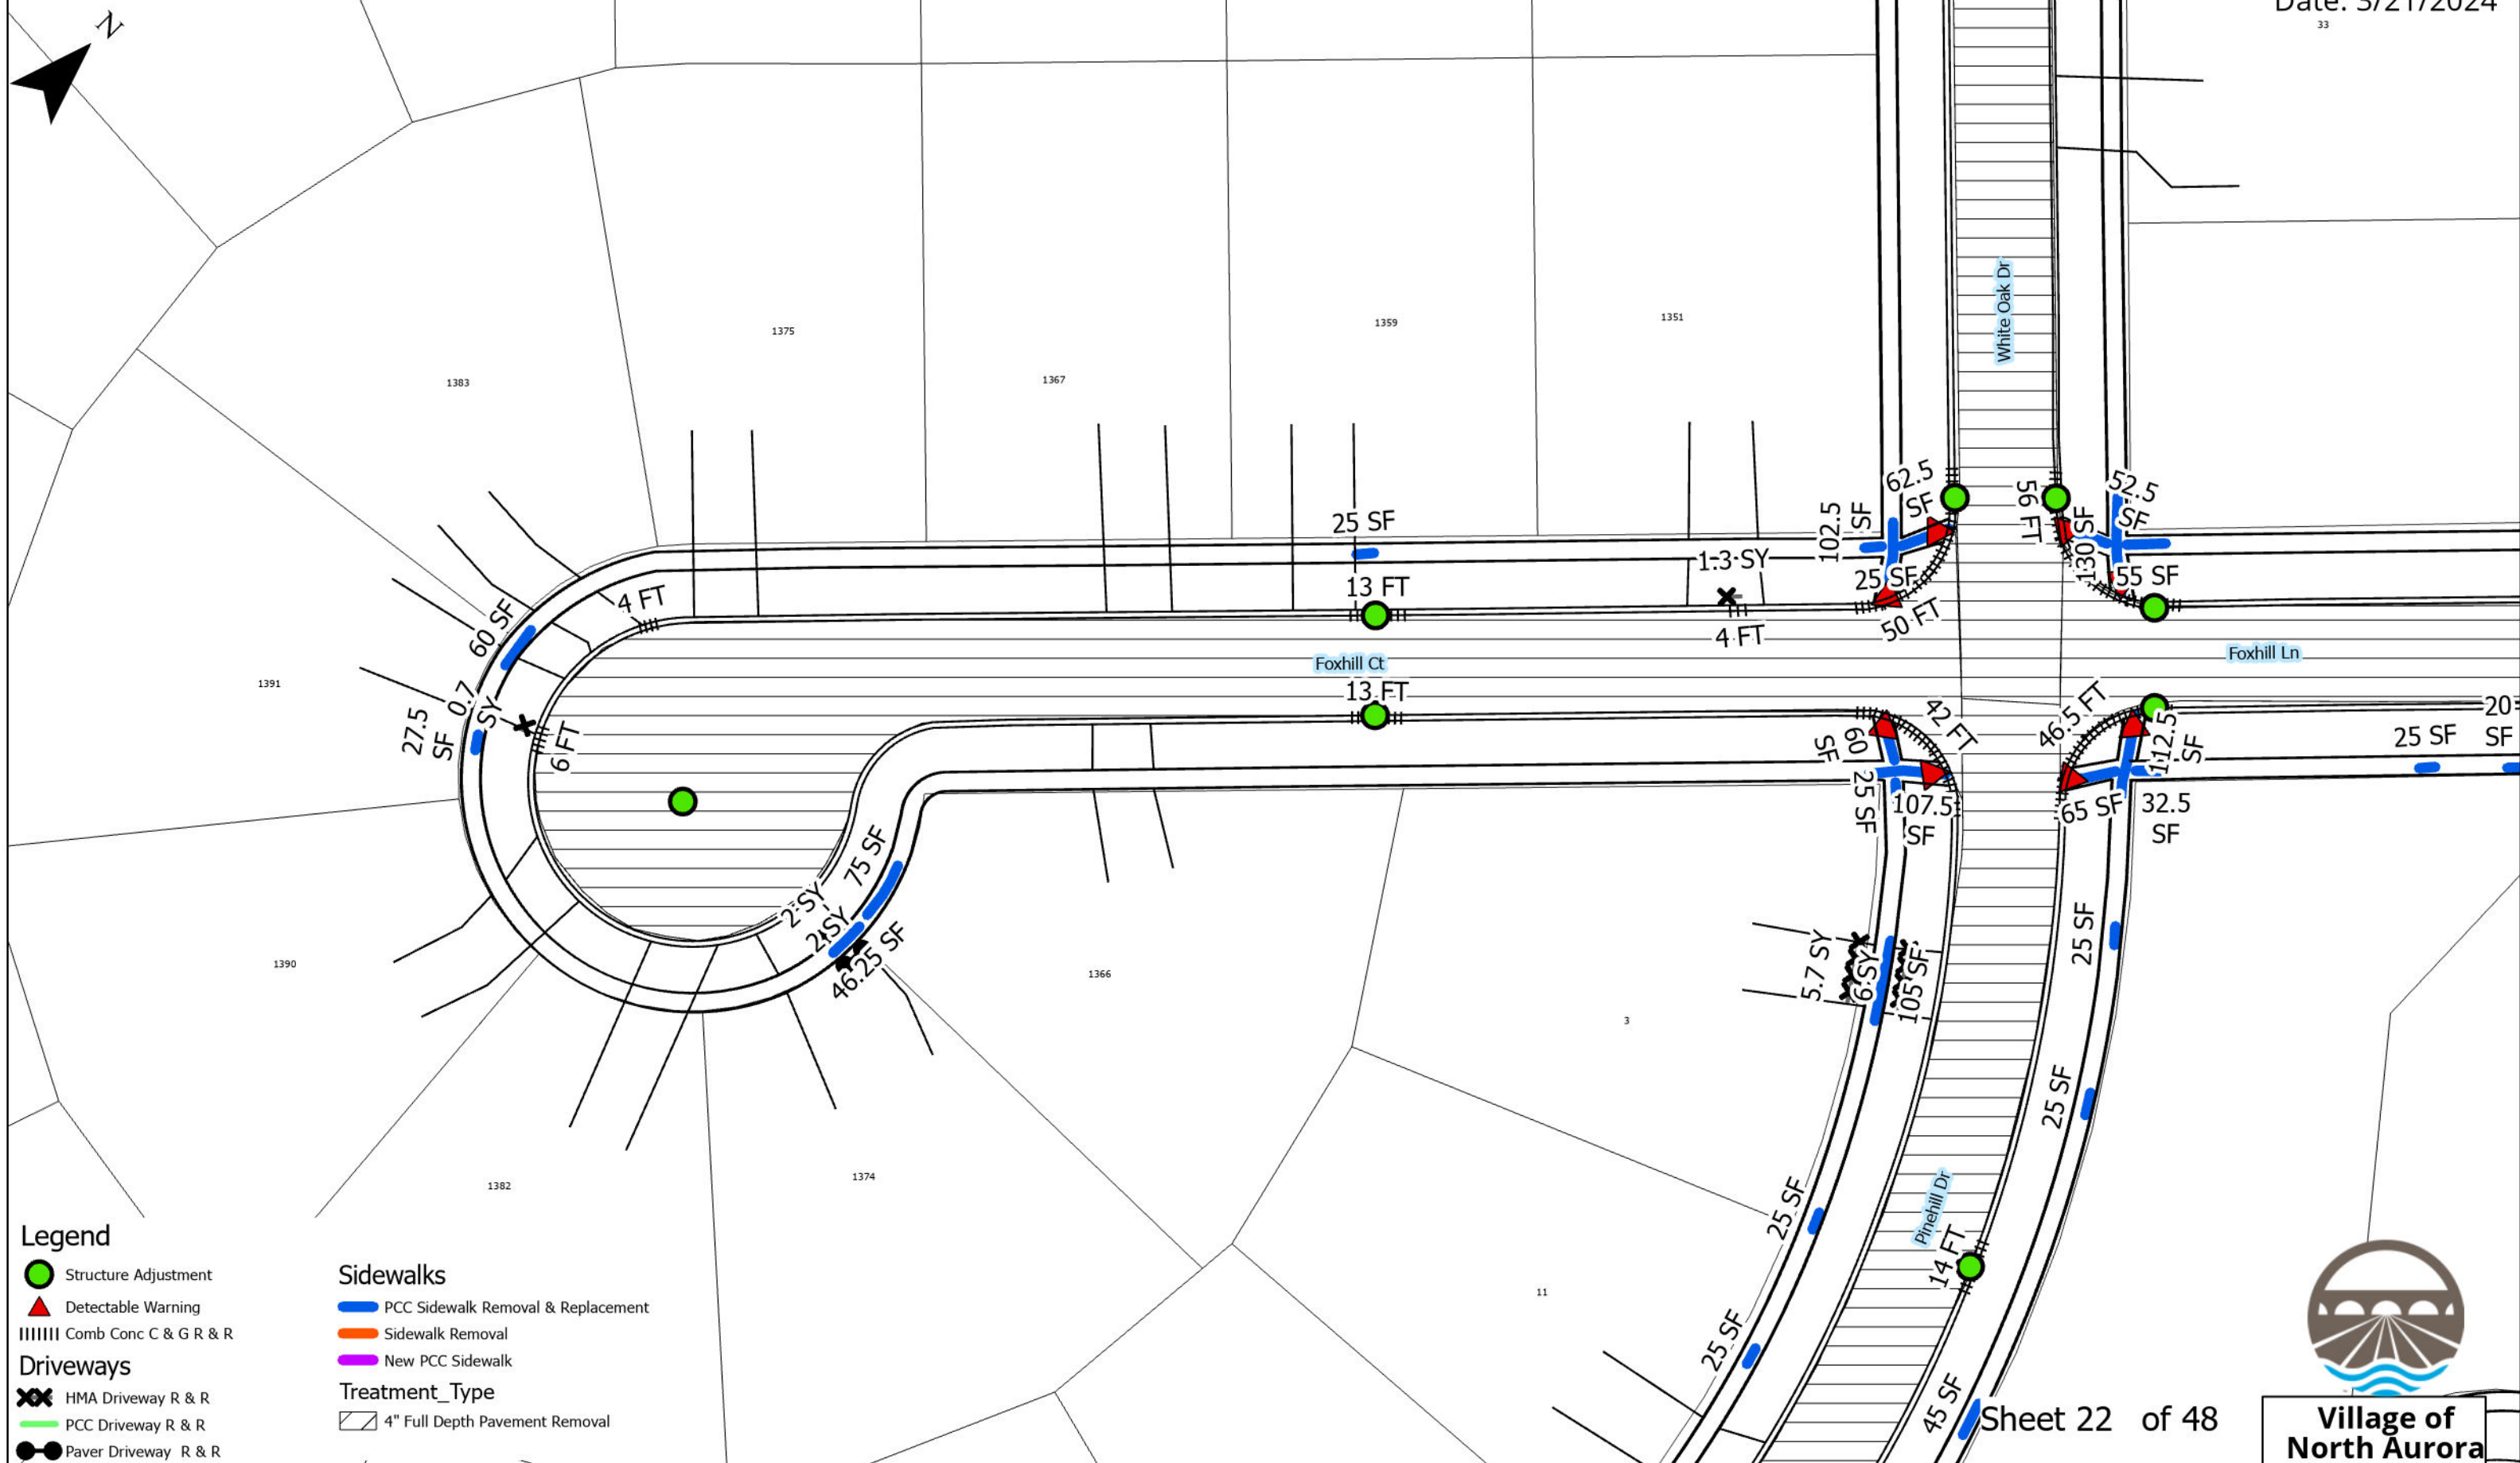 N
Date: 3/21/2024
33
1375
1359
1351
1383
1367
White Oak Dr
62.5
SF
56 FT
52.5
SF
102.5
SF
130 SF
25 SF
1.3 SY
13 FT
25 SF
55 SF
4 FT
60 SF
4 FT
50 FT
Foxhill Ct
Foxhill Ln
1391
0.7
SY
27.5
SF
6 FT
13 FT
42 FT
46.5 FT
20
SF
25 SF
60
SF
112.5
SF
25 SF
107.5
SF
65 SF
32.5
SF
75 SF
2 SY
2 SY
46.25 SF
1390
1366
5.7 SY
6 SY
105 SF
25 SF
3
25 SF
1382
1374
25 SF
Pinehill Dr
14 FT
11
25 SF
45 SF
Legend
Structure Adjustment
Detectable Warning
Comb Conc C & G R & R
Driveways
HMA Driveway R & R
PCC Driveway R & R
Paver Driveway R & R
Sidewalks
PCC Sidewalk Removal & Replacement
Sidewalk Removal
New PCC Sidewalk
Treatment_Type
4" Full Depth Pavement Removal
Sheet 22 of 48
Village of
North Aurora